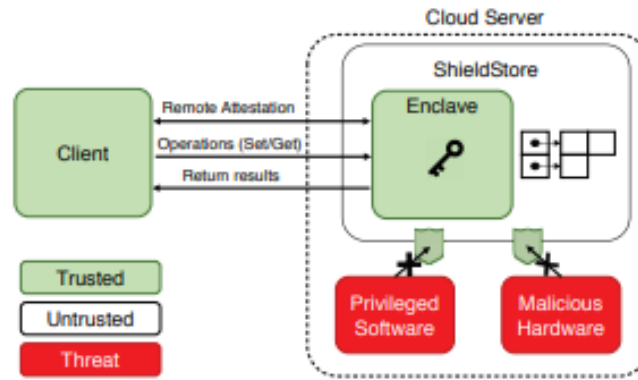 Cloud Server
ShieldStore
Enclave
Client
Remote Attestation
Operations (Set/Get)
Return results
Trusted
Untrusted
Threat
Privileged
Software
Malicious
Hardware